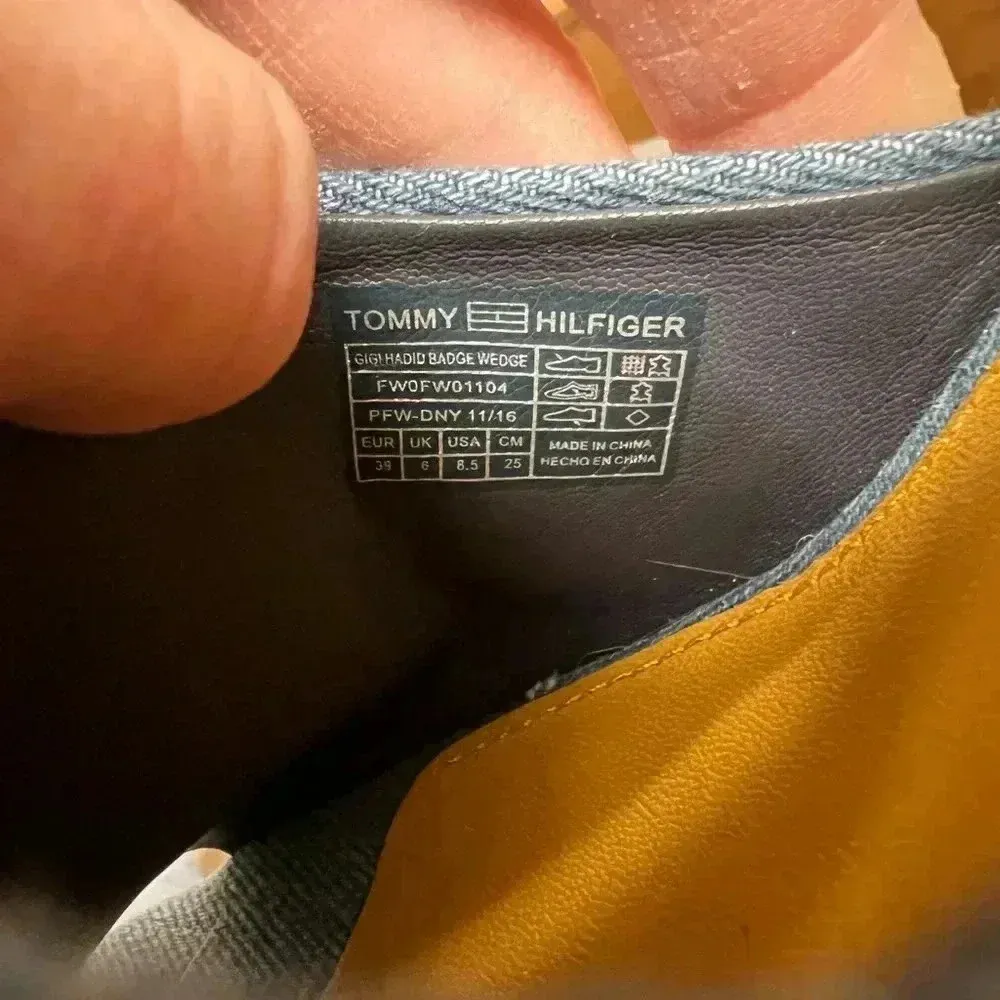 TOMMY HILFIGER
GIGI HADID BADGE WEDGE
FW0FW01104
PFW-DNY 11/16
EUR UK USA CM
39 6 8.5 25
MADE IN CHINA
HECHO EN CHINA